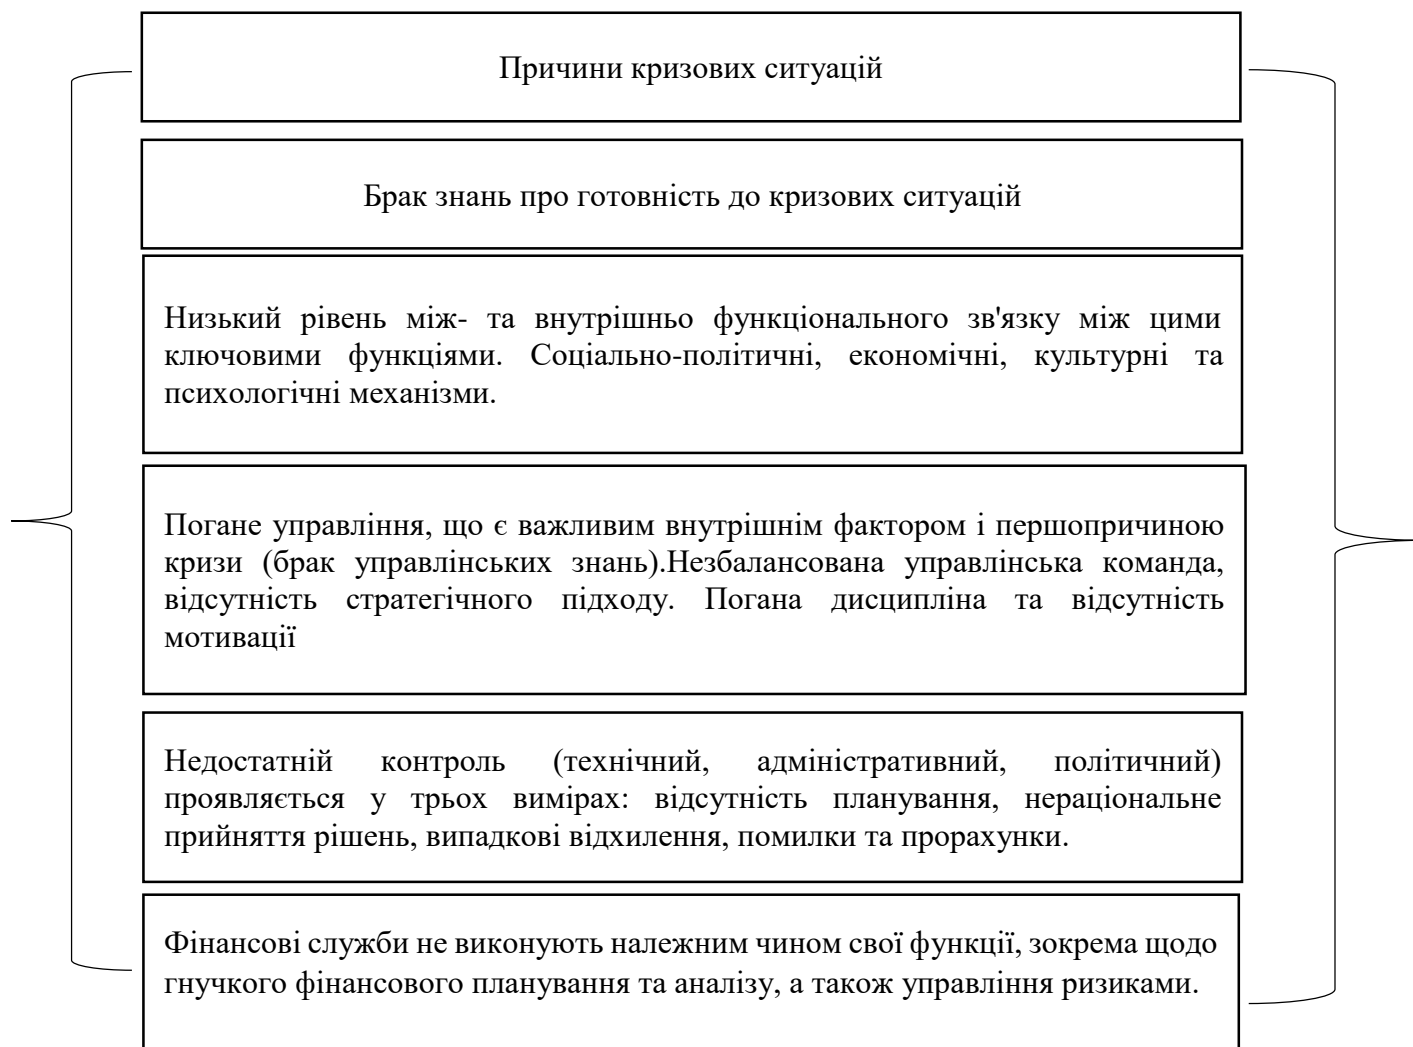 Причини кризових ситуацій
Брак знань про готовність до кризових ситуацій
Низький рівень між- та внутрішньо функціонального зв'язку між цими
ключовими функціями. Соціально-політичні, економічні, культурні та
психологічні механізми.
Погане управління, що є важливим внутрішнім фактором і першопричиною
кризи (брак управлінських знань).Незбалансована управлінська команда,
відсутність стратегічного підходу. Погана дисципліна та відсутність
мотивації
Недостатній контроль (технічний, адміністративний, політичний)
проявляється у трьох вимірах: відсутність планування, нераціональне
прийняття рішень, випадкові відхилення, помилки та прорахунки.
Фінансові служби не виконують належним чином свої функції, зокрема щодо
гнучкого фінансового планування та аналізу, а також управління ризиками.